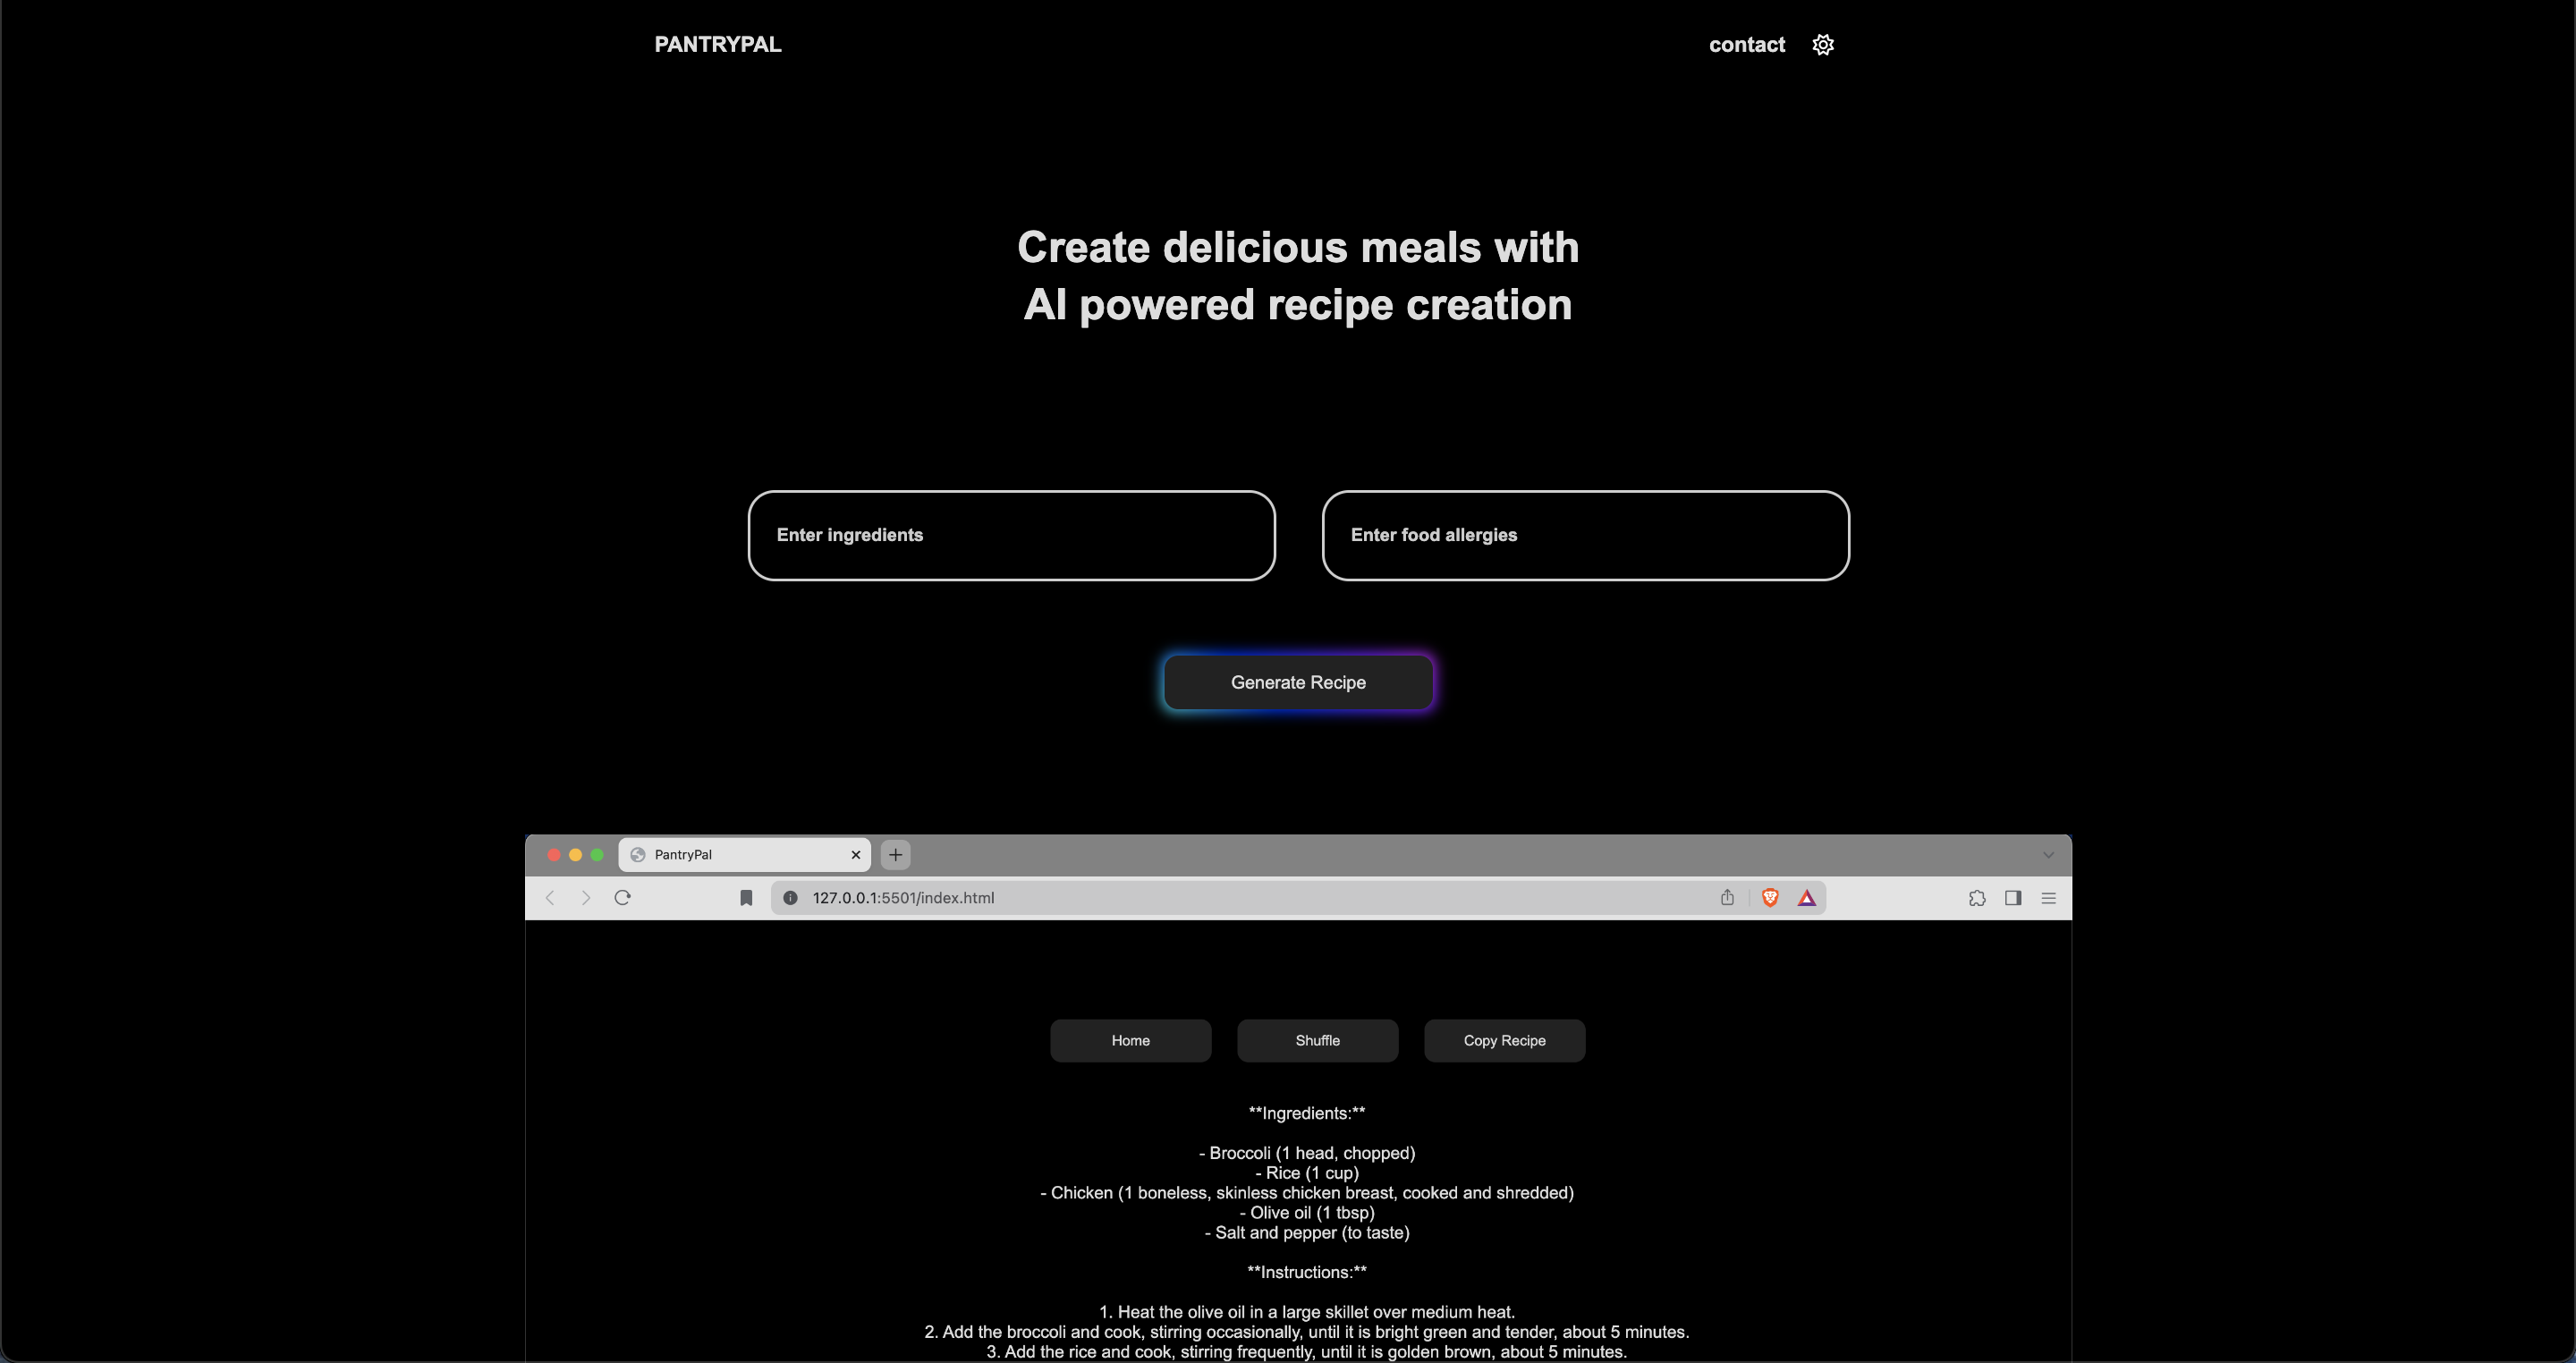 PANTRYPAL
contact
Create delicious meals with
AI powered recipe creation
Enter ingredients
Enter food allergies
Generate Recipe
PantryPal
127.0.0.1:5501/index.html
Home
Shuffle
Copy Recipe
**Ingredients:**
- Broccoli (1 head, chopped)
- Rice (1 cup)
- Chicken (1 boneless, skinless chicken breast, cooked and shredded)
- Olive oil (1 tbsp)
- Salt and pepper (to taste)
**Instructions:**
1. Heat the olive oil in a large skillet over medium heat.
2. Add the broccoli and cook, stirring occasionally, until it is bright green and tender, about 5 minutes.
3. Add the rice and cook, stirring frequently, until it is golden brown, about 5 minutes.